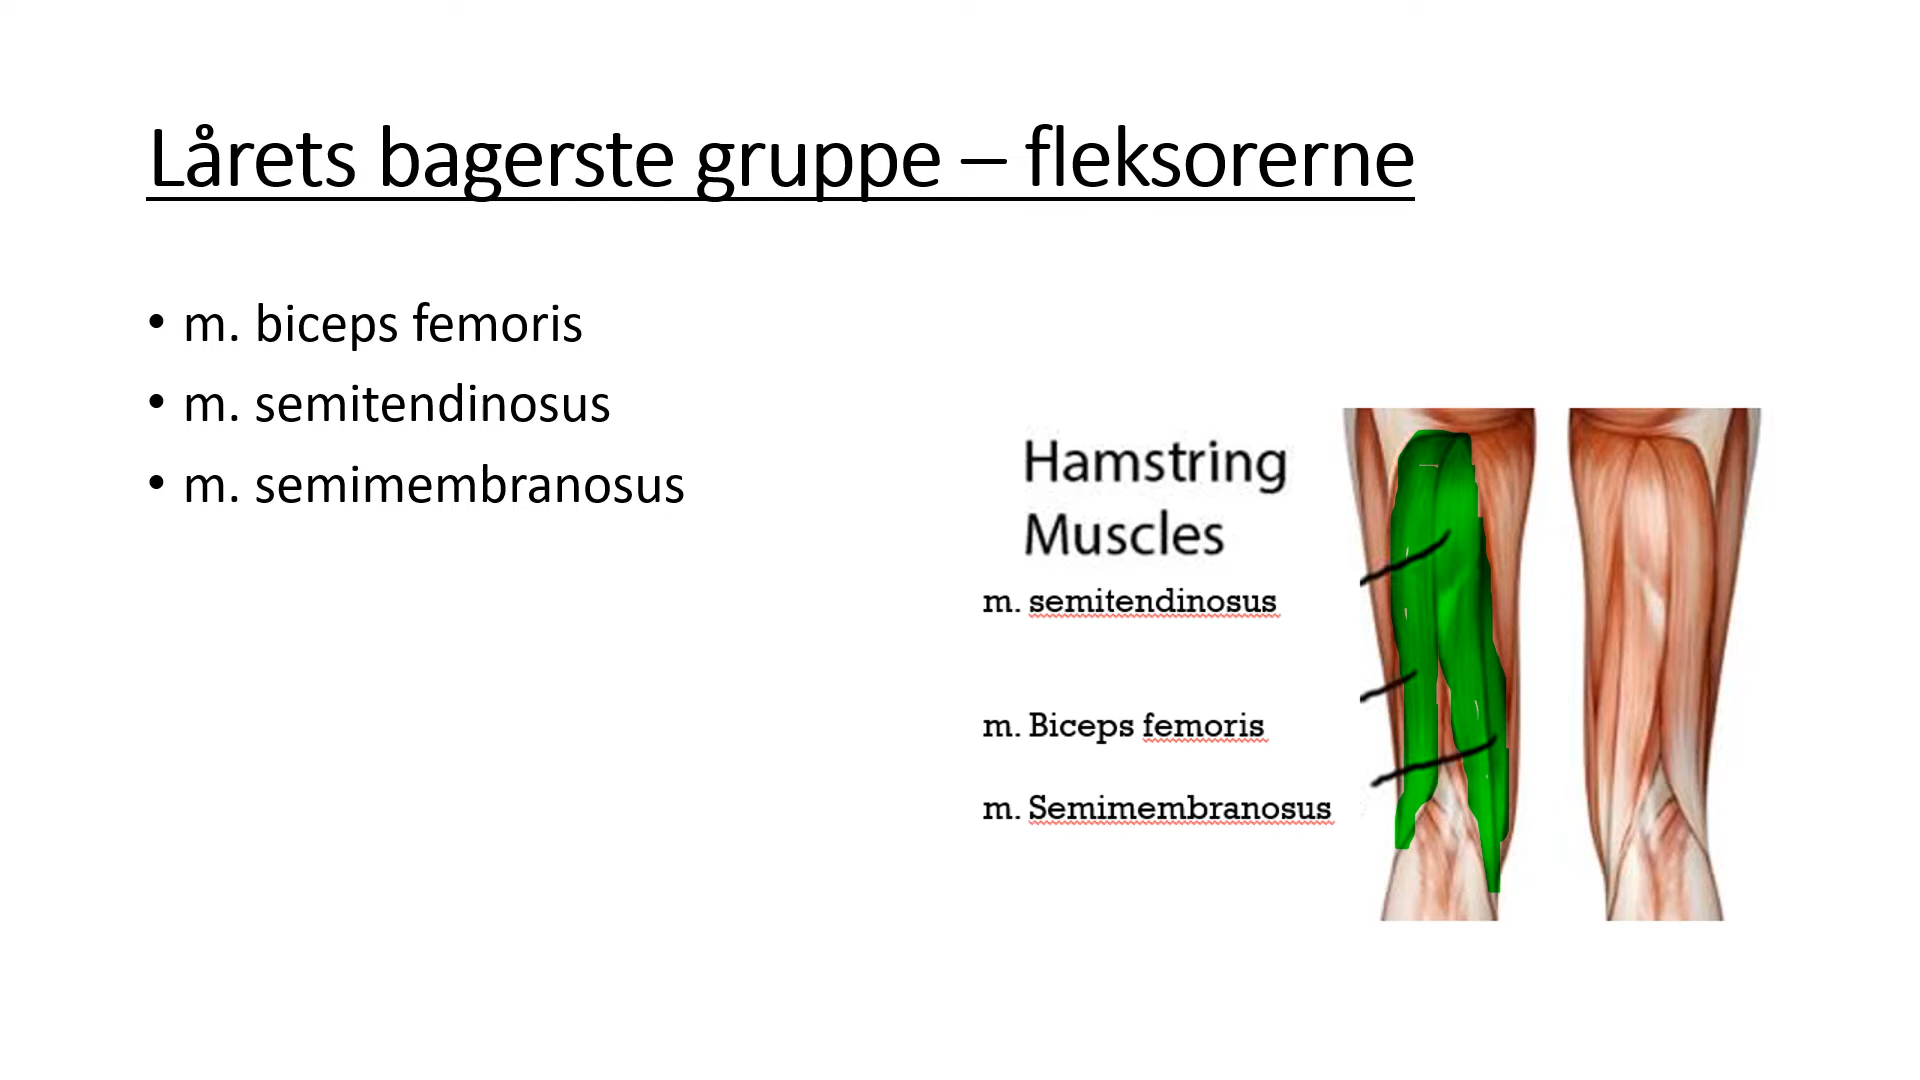 Lårets bagerste gruppe – fleksorerne
• m. biceps femoris
• m. semitendinosus
• m. semimembranosus
Hamstring
Muscles
m. semitendinosus
m. Biceps femoris
m. Semimembranosus